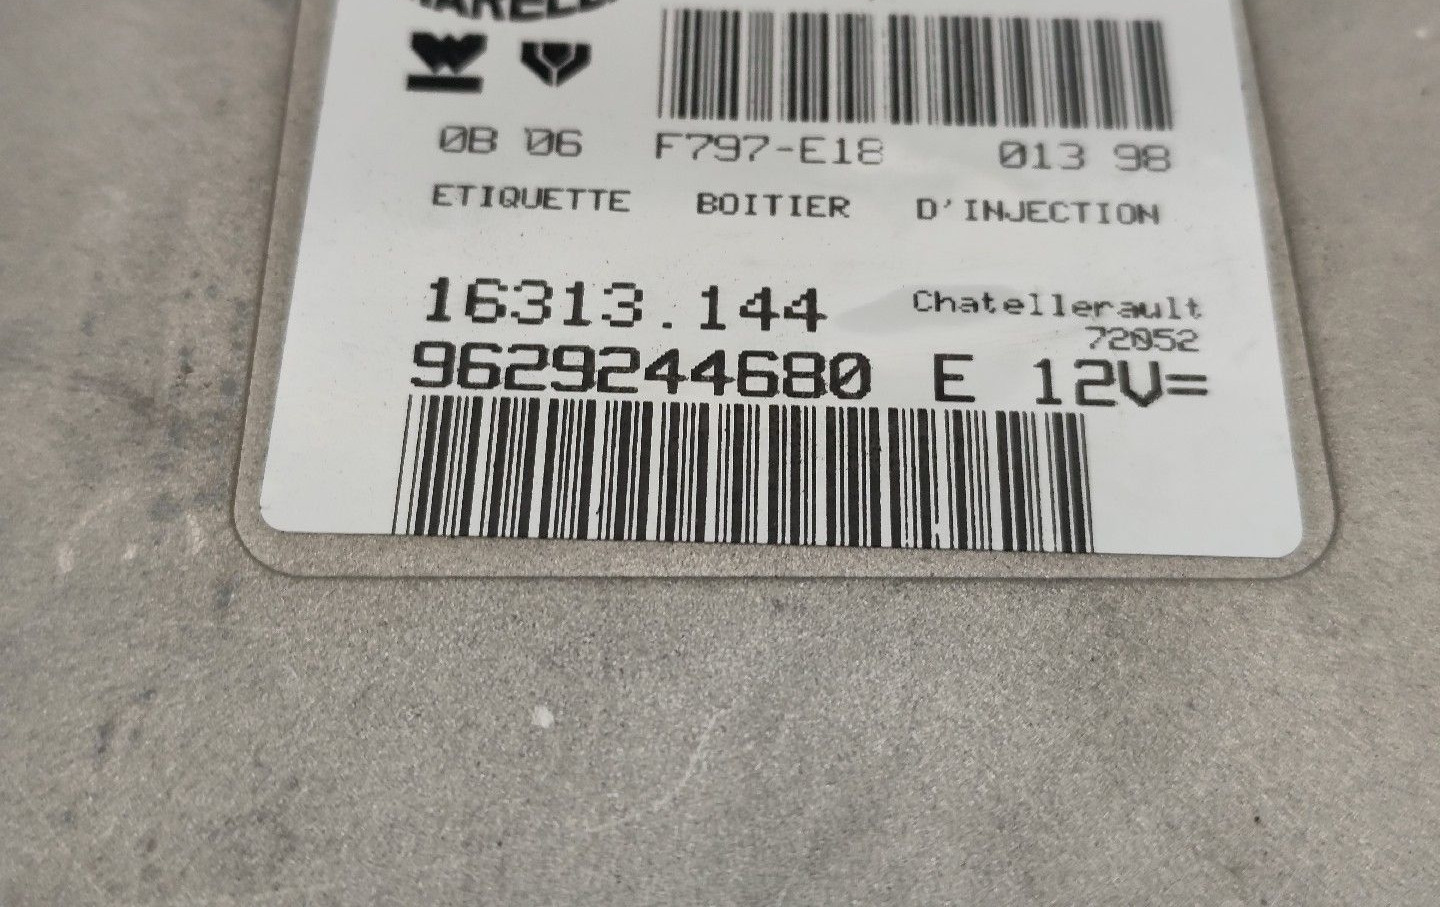 0B 06 F797-E18 013 98
ETIQUETTE BOITIER D'INJECTION
16313.144 Chatellerault
72052
9629244680 E 12V=